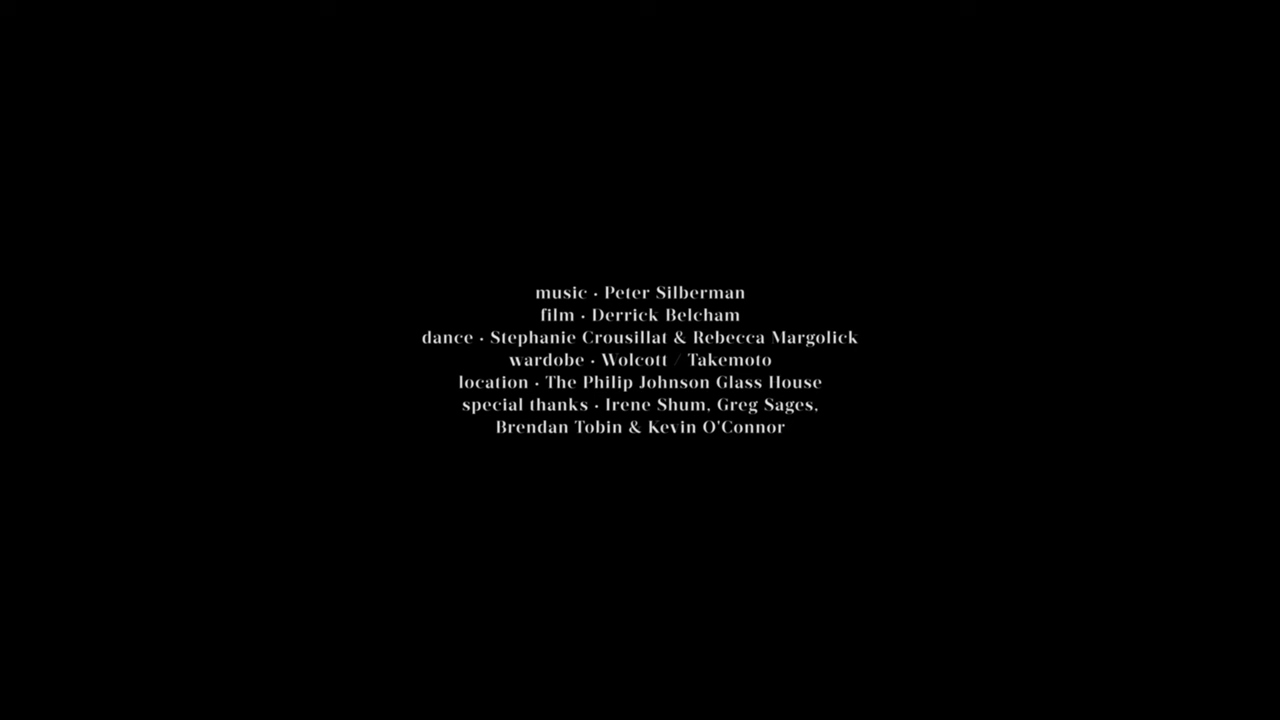 music · Peter Silberman
film · Derrick Belcham
dance · Stephanie Crousillat & Rebecca Margolick
wardobe · Wolcott / Takemoto
location · The Philip Johnson Glass House
special thanks · Irene Shum, Greg Sages,
Brendan Tobin & Kevin O'Connor